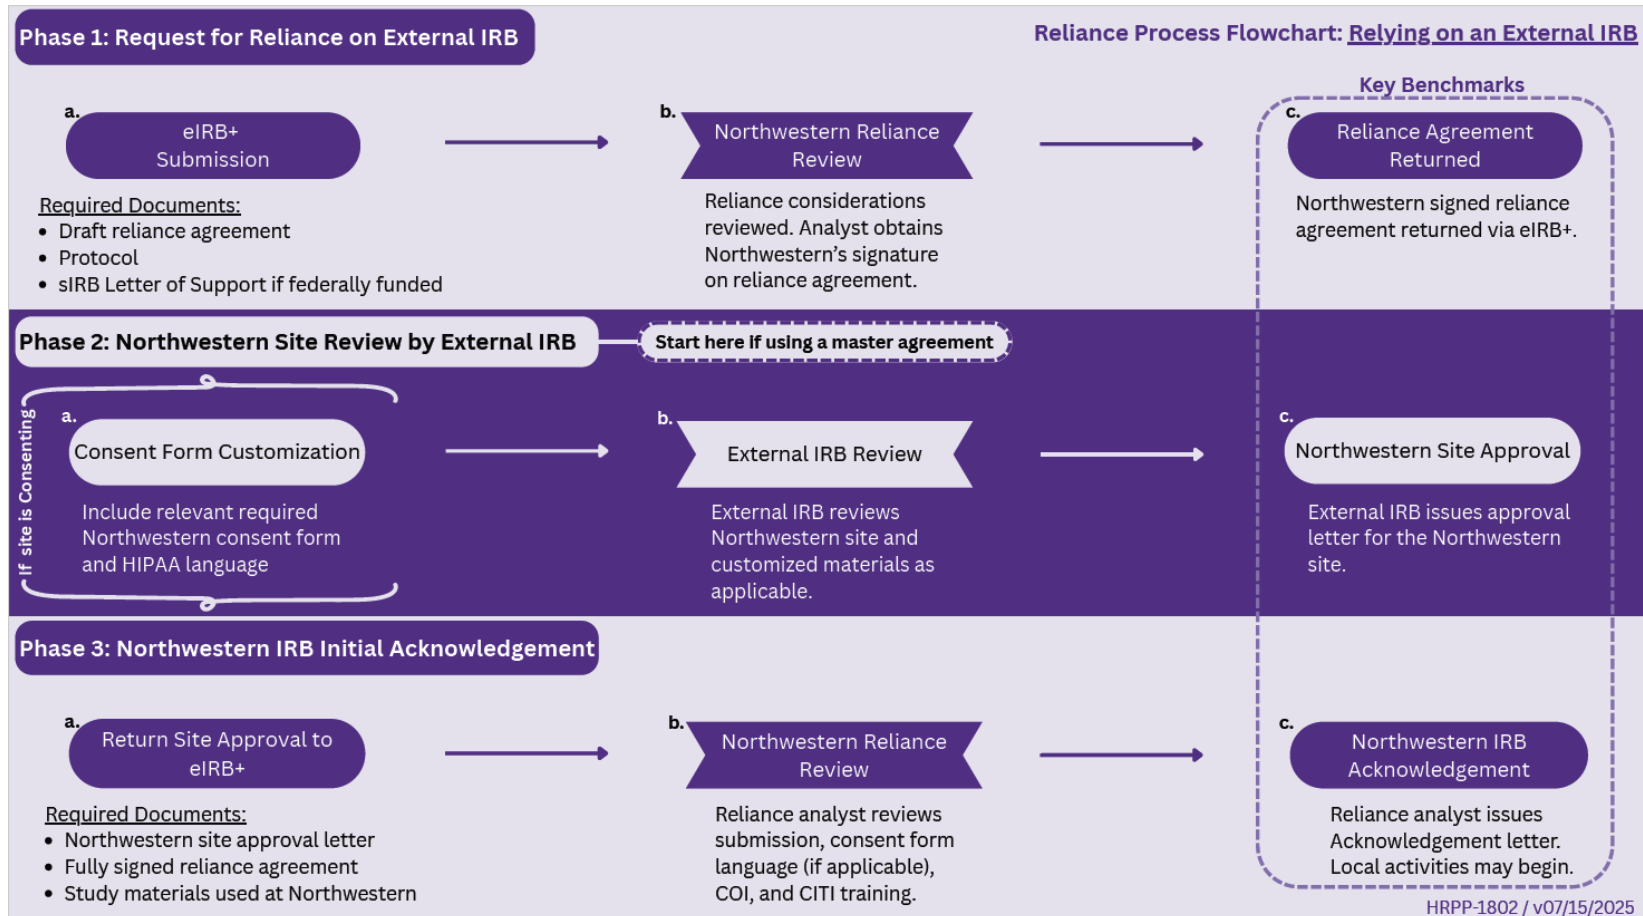 Phase 1: Request for Reliance on External IRB
Reliance Process Flowchart: Relying on an External IRB
Key Benchmarks
a.
eIRB+
Submission
Required Documents:
• Draft reliance agreement
• Protocol
• sIRB Letter of Support if federally funded
b.
Northwestern Reliance
Review
Reliance considerations
reviewed. Analyst obtains
Northwestern's signature
on reliance agreement.
c.
Reliance Agreement
Returned
Northwestern signed reliance
agreement returned via eIRB+.
Phase 2: Northwestern Site Review by External IRB
Start here if using a master agreement
If site is Consenting
a.
Consent Form Customization
Include relevant required
Northwestern consent form
and HIPAA language
b.
External IRB Review
External IRB reviews
Northwestern site and
customized materials as
applicable.
c.
Northwestern Site Approval
External IRB issues approval
letter for the Northwestern
site.
Phase 3: Northwestern IRB Initial Acknowledgement
a.
Return Site Approval to
eIRB+
Required Documents:
• Northwestern site approval letter
• Fully signed reliance agreement
• Study materials used at Northwestern
b.
Northwestern Reliance
Review
Reliance analyst reviews
submission, consent form
language (if applicable),
COI, and CITI training.
c.
Northwestern IRB
Acknowledgement
Reliance analyst issues
Acknowledgement letter.
Local activities may begin.
HRPP-1802 / v07/15/2025